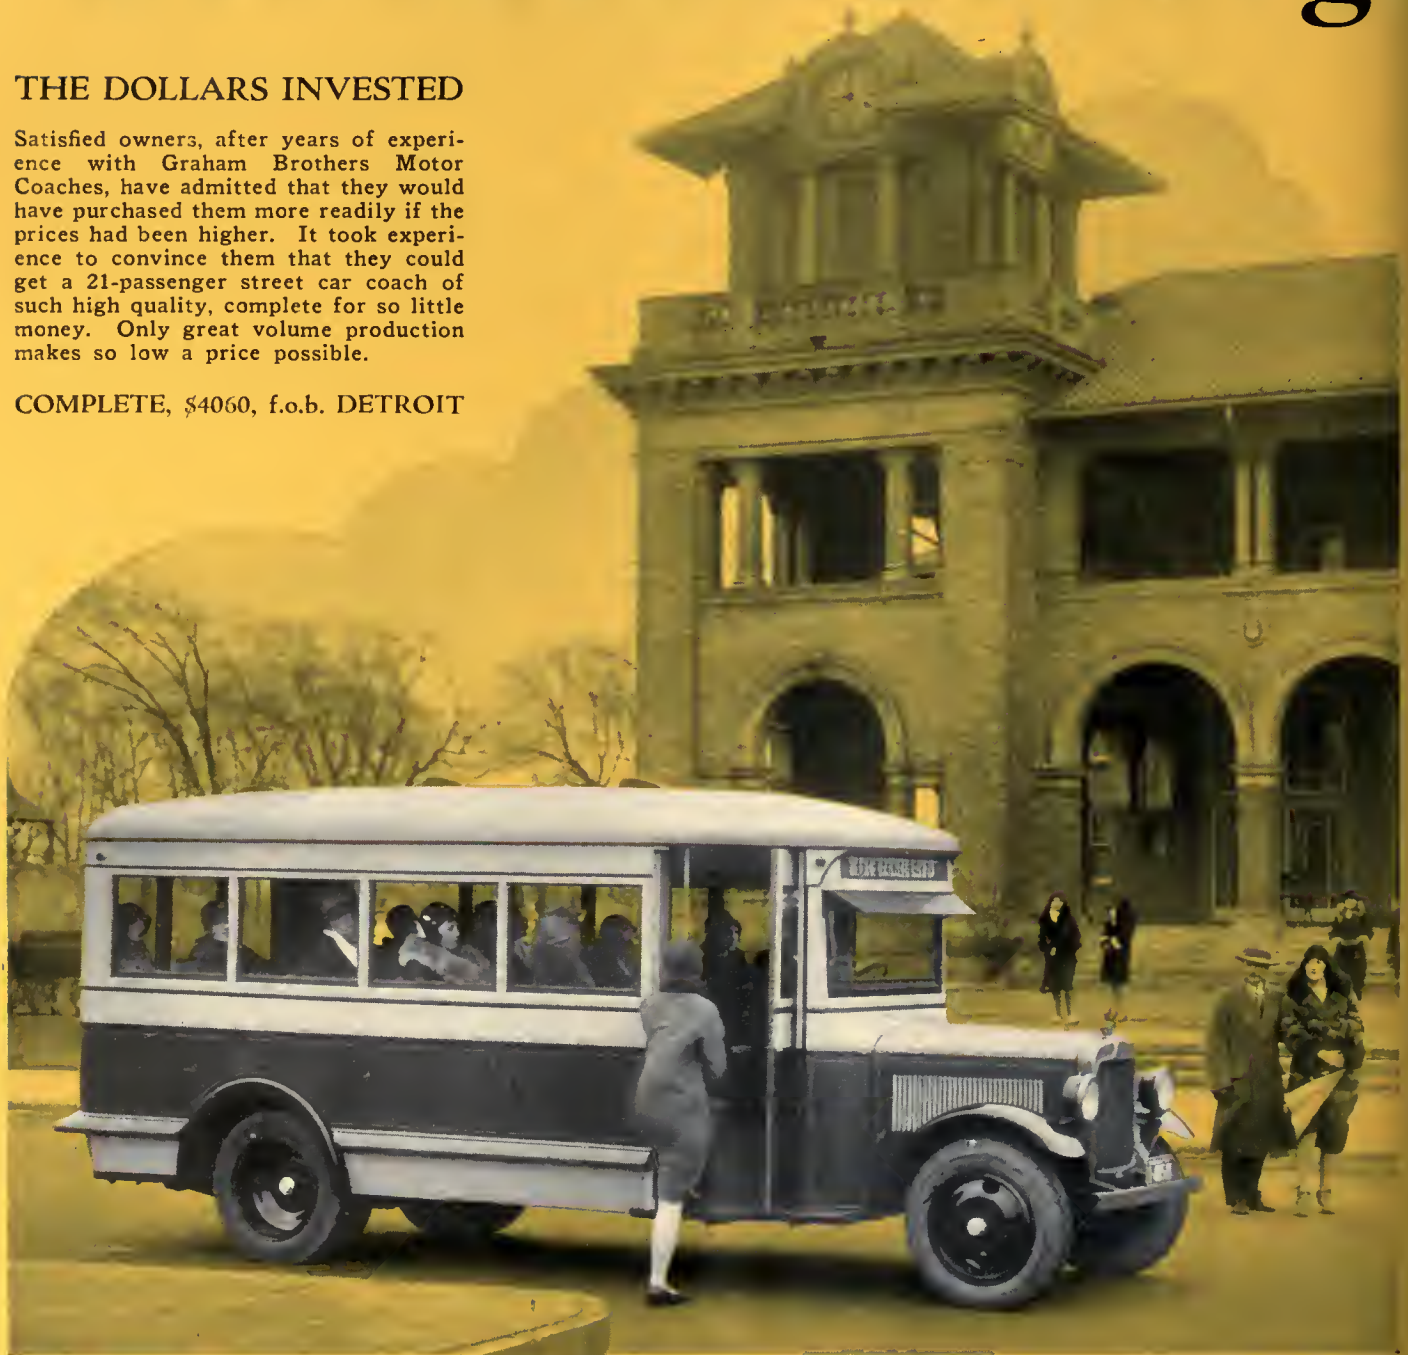 THE DOLLARS INVESTED
Satisfied owners, after years of experi-
ence with Graham Brothers Motor
Coaches, have admitted that they would
have purchased them more readily if the
prices had been higher. It took experi-
ence to convince them that they could
get a 21-passenger street car coach of
such high quality, complete for so little
money. Only great volume production
makes so low a price possible.
COMPLETE, $4060, f.o.b. DETROIT